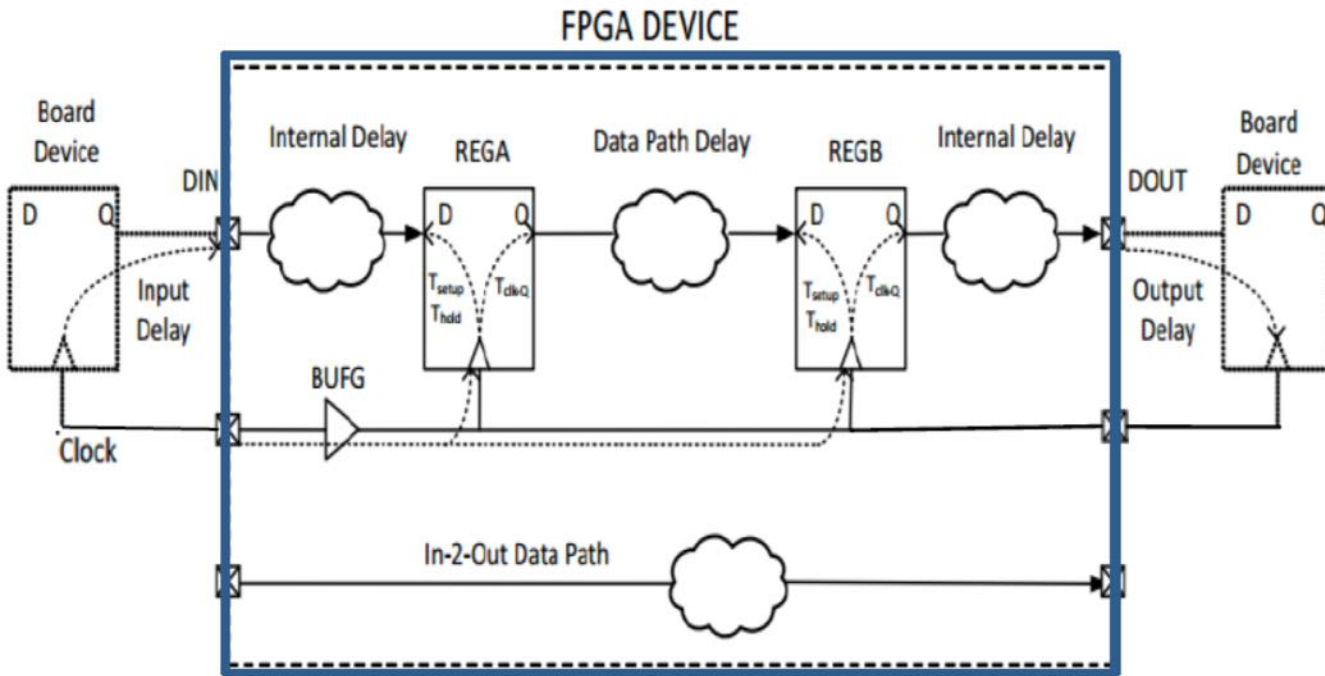 FPGA DEVICE
Board
Device
Internal Delay
REGA
Data Path Delay
REGB
Internal Delay
Board
Device
DIN
DOUT
D Q
D Q
D Q
D Q
Tsetup
Thold
TclkQ
Tsetup
Thold
TclkQ
Input
Delay
Output
Delay
BUFG
Clock
In-2-Out Data Path